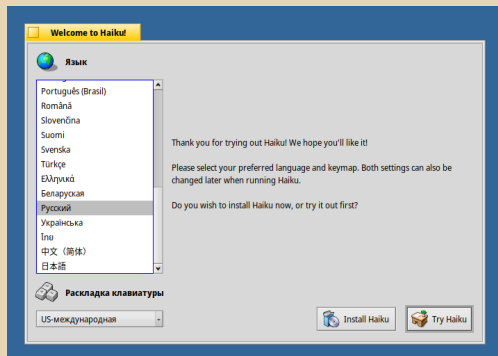 Welcome to Haiku!
Язык
Português (Brasil)
Română
Slovenčina
Suomi
Svenska
Türkçe
Ελληνικά
Беларуская
Русский
Українська
ไทย
中文（简体）
日本語
Thank you for trying out Haiku! We hope you'll like it!
Please select your preferred language and keymap. Both settings can also be
changed later when running Haiku.
Do you wish to install Haiku now, or try it out first?
Раскладка клавиатуры
US-международная
Install Haiku
Try Haiku